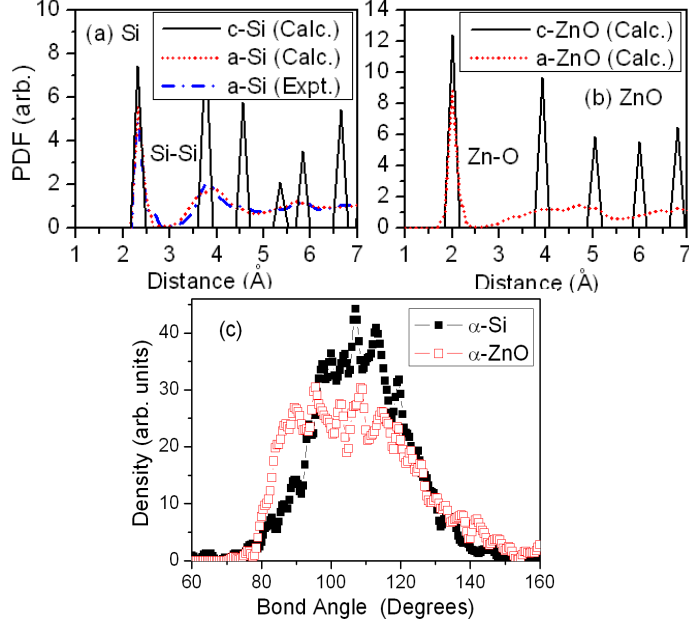 (a) Si
c-Si (Calc.)
a-Si (Calc.)
a-Si (Expt.)
Si-Si
PDF (arb.)
10
8
6
4
2
0
1 2 3 4 5 6 7
Distance (Å)
c-ZnO (Calc.)
a-ZnO (Calc.)
(b) ZnO
Zn-O
14
12
10
8
6
4
2
0
1 2 3 4 5 6 7
Distance (Å)
(c)
α-Si
α-ZnO
Density (arb. units)
40
30
20
10
0
60 80 100 120 140 160
Bond Angle (Degrees)